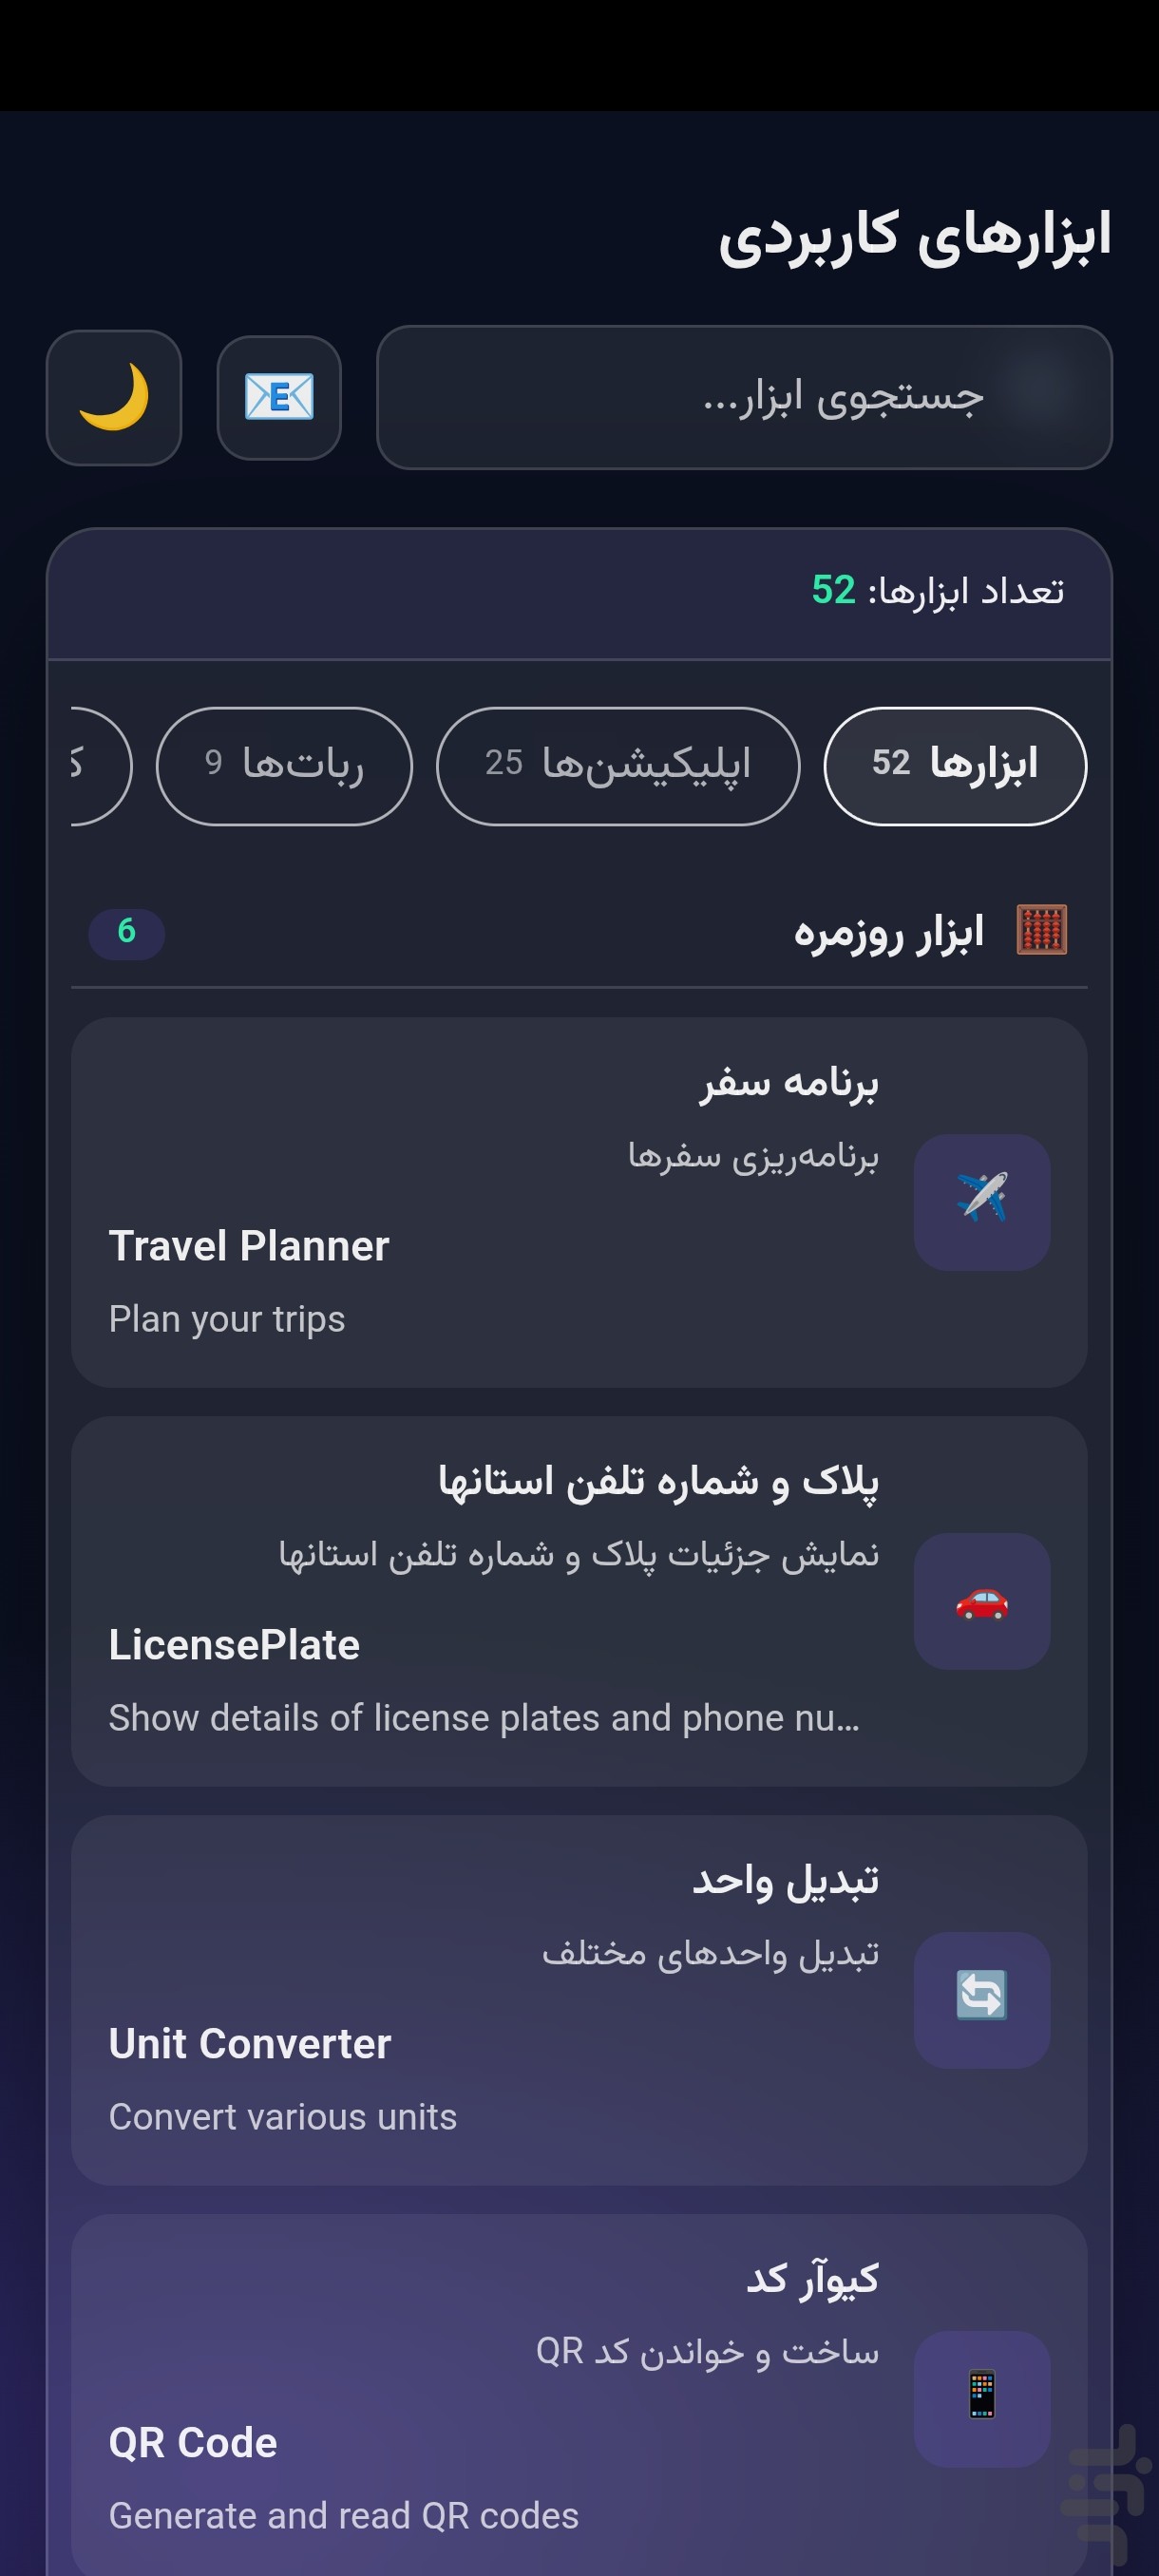 ابزارهای کاربردی
جستجوی ابزار...
تعداد ابزارها: 52
ابزارها 52
اپلیکیشن‌ها 25
ربات‌ها 9
ابزار روزمره
6
برنامه سفر
برنامه‌ریزی سفرها
Travel Planner
Plan your trips
پلاک و شماره تلفن استانها
نمایش جزئیات پلاک و شماره تلفن استانها
LicensePlate
Show details of license plates and phone nu...
تبدیل واحد
تبدیل واحدهای مختلف
Unit Converter
Convert various units
کیوآر کد
ساخت و خواندن کد QR
QR Code
Generate and read QR codes